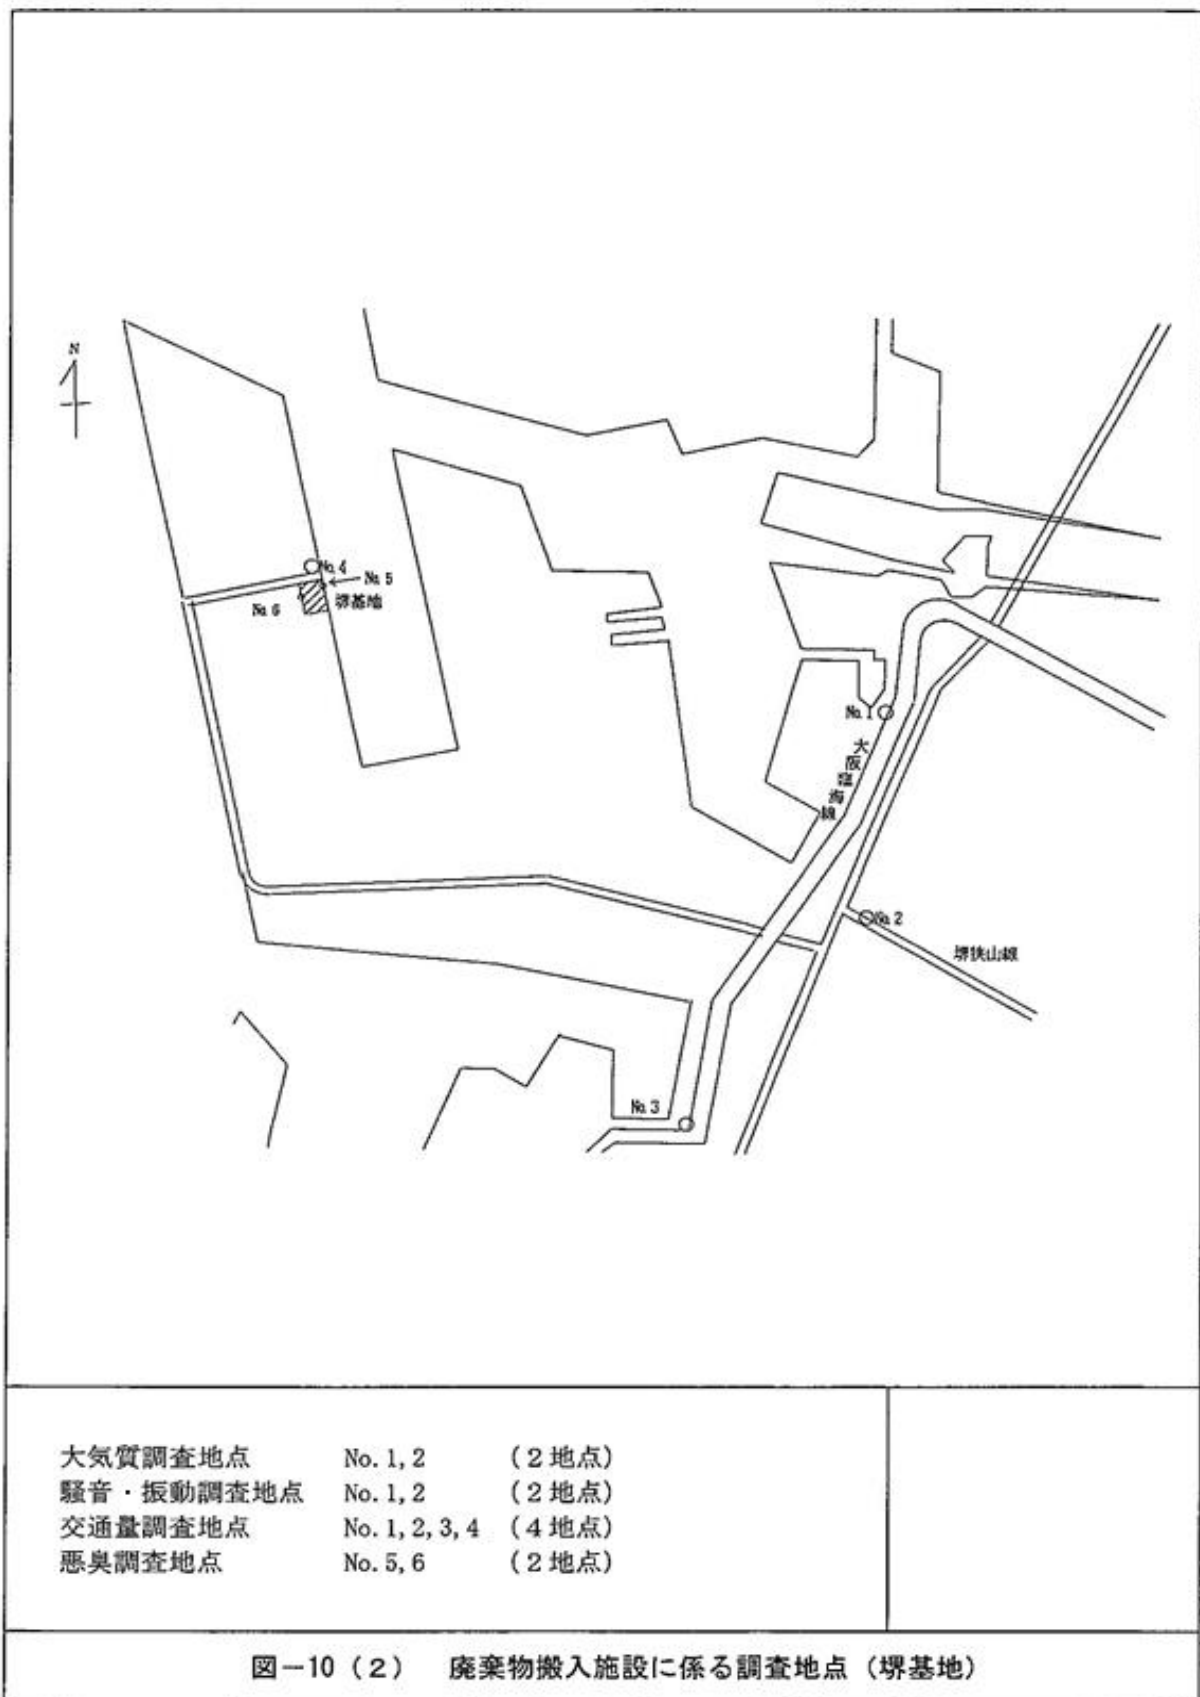 N
No.4
No.5
No.6
堺基地
No.1
大阪臨海線
No.2
堺狭山線
No.3
大気質調査地点 No.1,2 (2地点)
騒音・振動調査地点 No.1,2 (2地点)
交通量調査地点 No.1,2,3,4 (4地点)
悪臭調査地点 No.5,6 (2地点)
図-10(2) 廃棄物搬入施設に係る調査地点(堺基地)